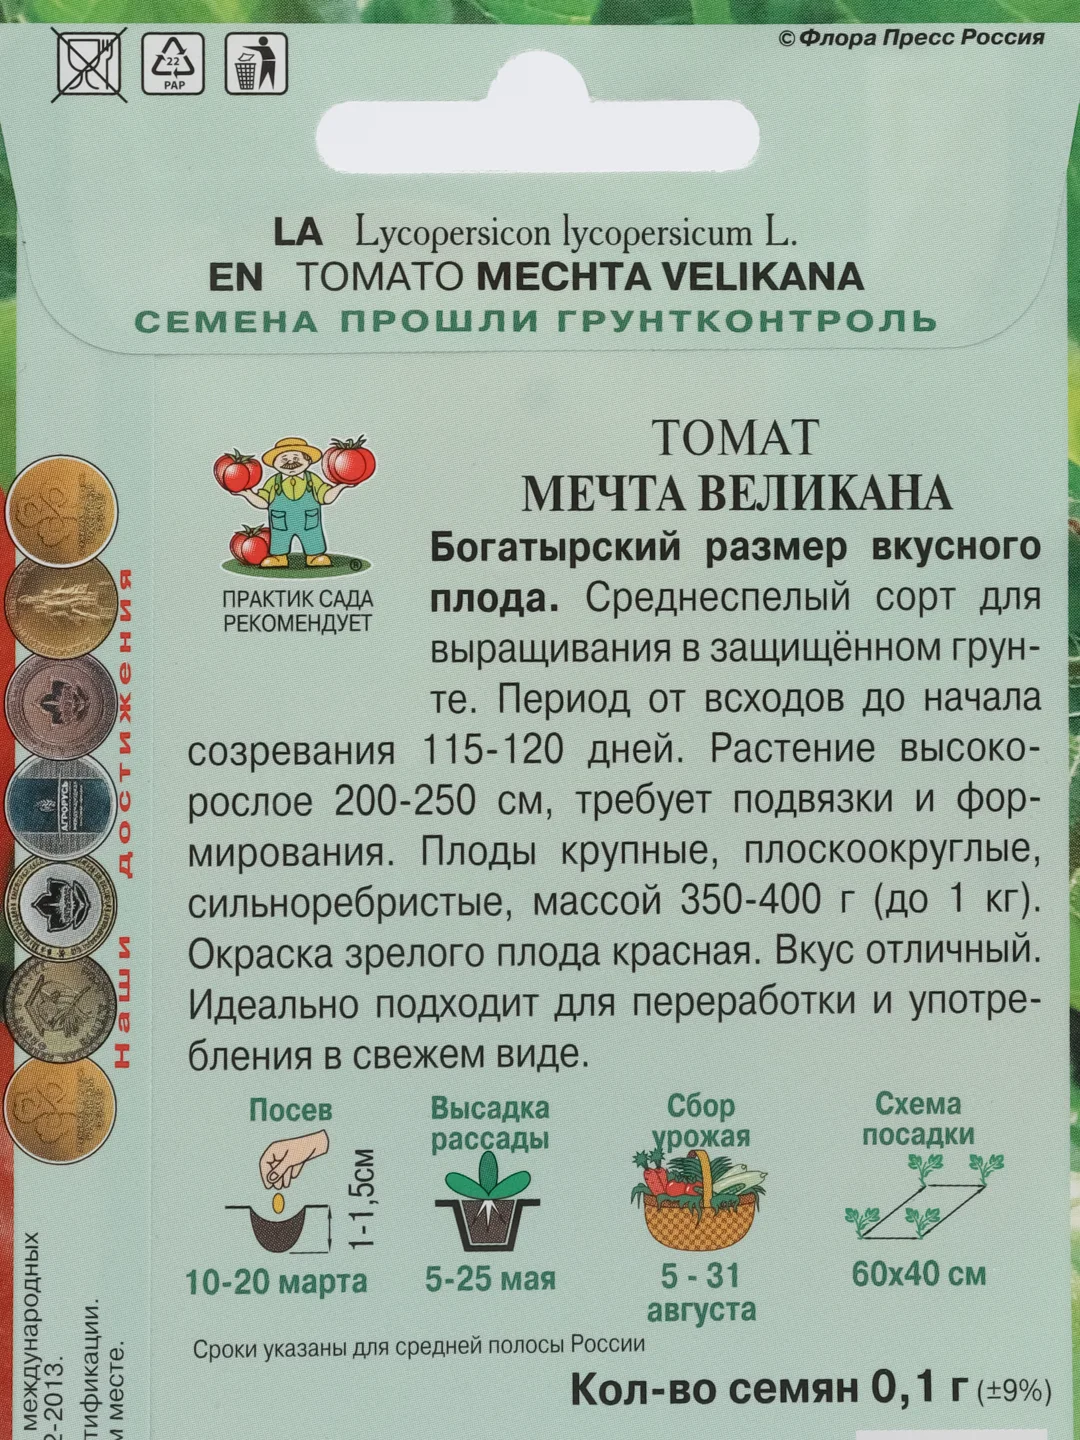 © Флора Пресс Россия
22
PAP
LA Lycopersicon lycopersicum L.
EN ТОМАТО MECHTA VELIKANA
СЕМЕНА ПРОШЛИ ГРУНТКОНТРОЛЬ
ТОМАТ
МЕЧТА ВЕЛИКАНА
Богатырский размер вкусного
плода. Среднеспелый сорт для
выращивания в защищённом грун-
те. Период от всходов до начала
созревания 115-120 дней. Растение высоко-
рослое 200-250 см, требует подвязки и фор-
мирования. Плоды крупные, плоскоокруглые,
сильноребристые, массой 350-400 г (до 1 кг).
Окраска зрелого плода красная. Вкус отличный.
Идеально подходит для переработки и употре-
бления в свежем виде.
®
ПРАКТИК САДА
РЕКОМЕНДУЕТ
Наши достижения
АГРОРУСЬ
Посев
1-1,5см
10-20 марта
Высадка
рассады
5-25 мая
Сбор
урожая
5 - 31
августа
Схема
посадки
60х40 см
Сроки указаны для средней полосы России
Кол-во семян 0,1 г (±9%)
международных
2-2013.
тификации.
м месте.